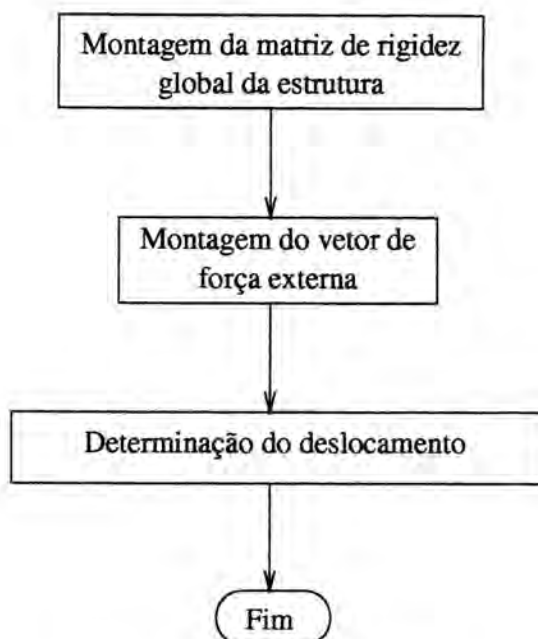 Montagem da matriz de rigidez
global da estrutura
Montagem do vetor de
força externa
Determinação do deslocamento
Fim